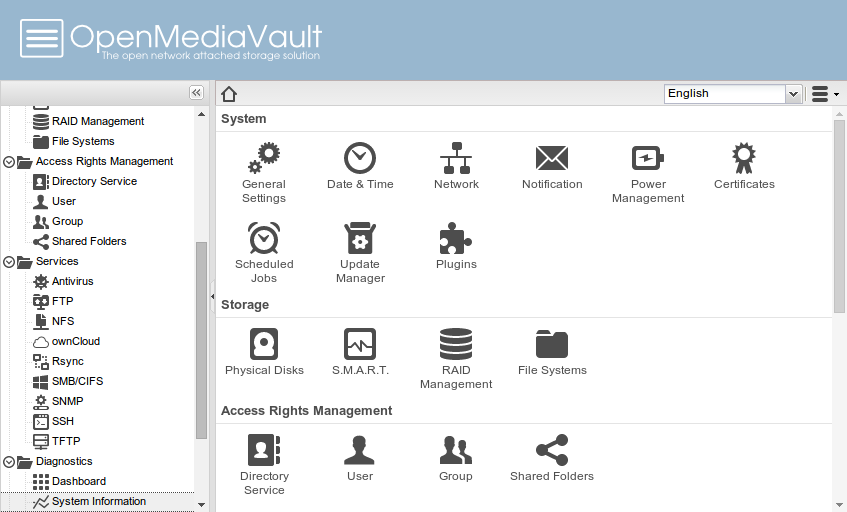 OpenMediaVault
The open network attached storage solution
English
RAID Management
File Systems
Access Rights Management
Directory Service
User
Group
Shared Folders
Services
Antivirus
FTP
NFS
ownCloud
Rsync
SMB/CIFS
SNMP
SSH
TFTP
Diagnostics
Dashboard
System Information
System
General
Settings
Date & Time
Network
Notification
Power
Management
Certificates
Scheduled
Jobs
Update
Manager
Plugins
Storage
Physical Disks
S.M.A.R.T.
RAID
Management
File Systems
Access Rights Management
Directory
Service
User
Group
Shared Folders